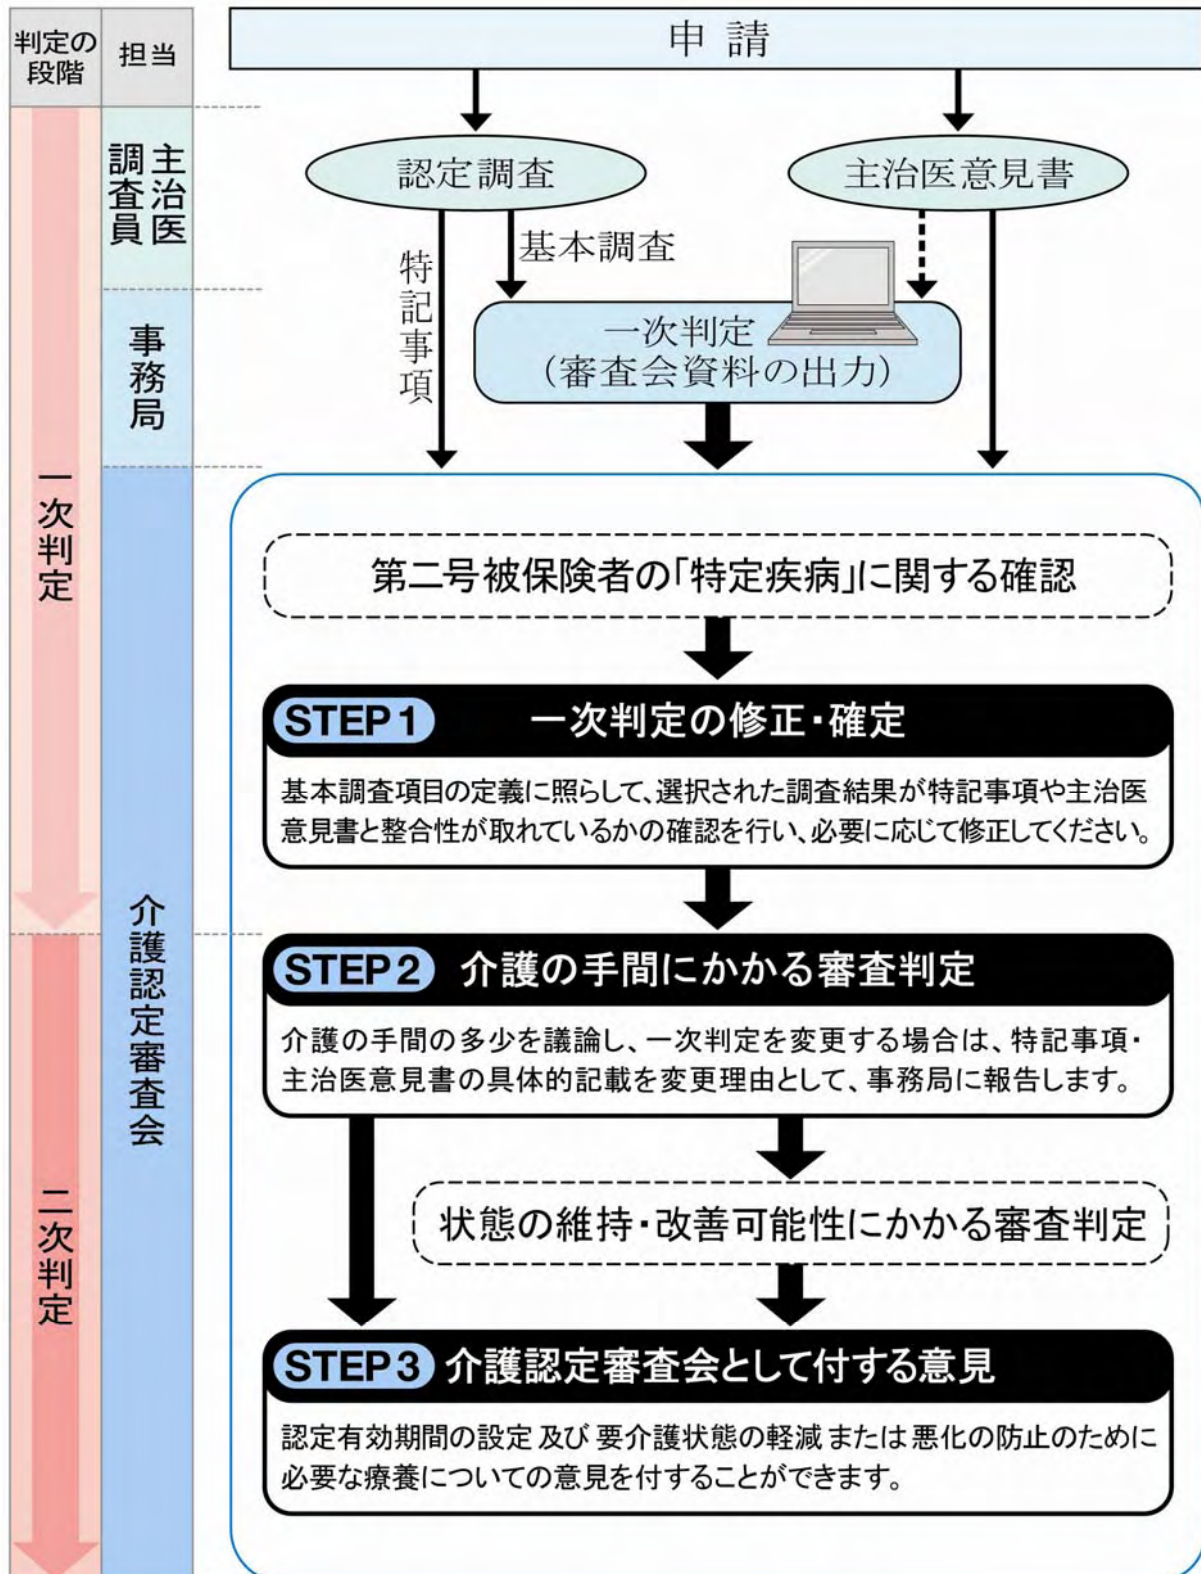 判定の
段階
担当
申請
主治医
調査員
認定調査
主治医意見書
特記事項
基本調査
事務局
一次判定
（審査会資料の出力）
一次判定
第二号被保険者の「特定疾病」に関する確認
STEP1 一次判定の修正・確定
基本調査項目の定義に照らして、選択された調査結果が特記事項や主治医
意見書と整合性が取れているかの確認を行い、必要に応じて修正してください。
介護認定審査会
STEP2 介護の手間にかかる審査判定
介護の手間の多少を議論し、一次判定を変更する場合は、特記事項・
主治医意見書の具体的記載を変更理由として、事務局に報告します。
二次判定
状態の維持・改善可能性にかかる審査判定
STEP3 介護認定審査会として付する意見
認定有効期間の設定 及び 要介護状態の軽減 または 悪化の防止のために
必要な療養についての意見を付することができます。